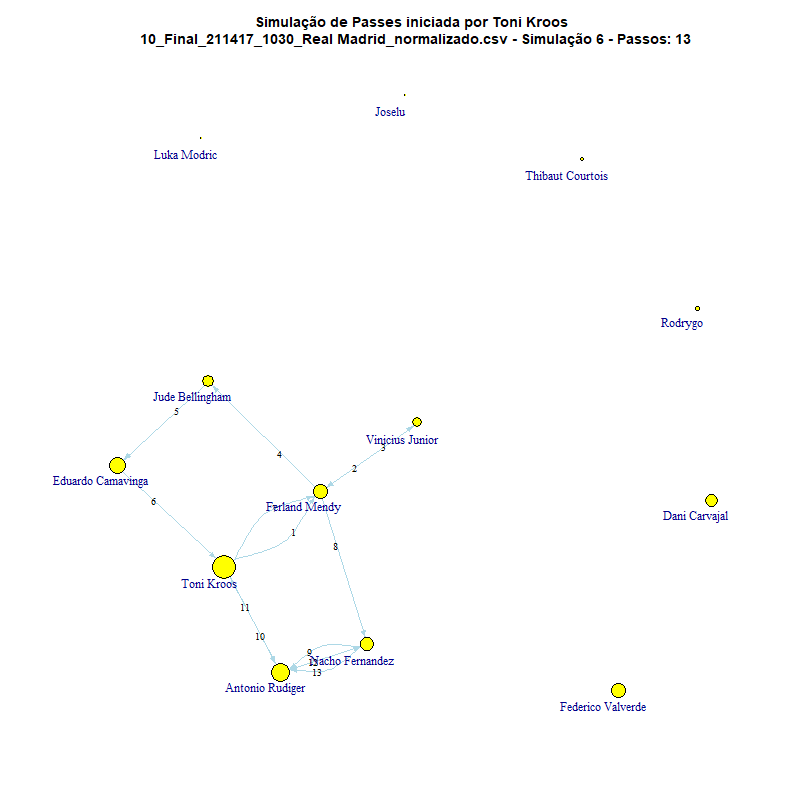 Simulação de Passes iniciada por Toni Kroos
10_Final_211417_1030_Real Madrid_normalizado.csv - Simulação 6 - Passos: 13
Joselu
Luka Modric
Thibaut Courtois
Rodrygo
Jude Bellingham
5
Vinicius Junior
3
4
2
Eduardo Camavinga
6
Ferland Mendy
1
Dani Carvajal
8
Toni Kroos
11
10
9
Nacho Fernandez
13
Antonio Rudiger
Federico Valverde